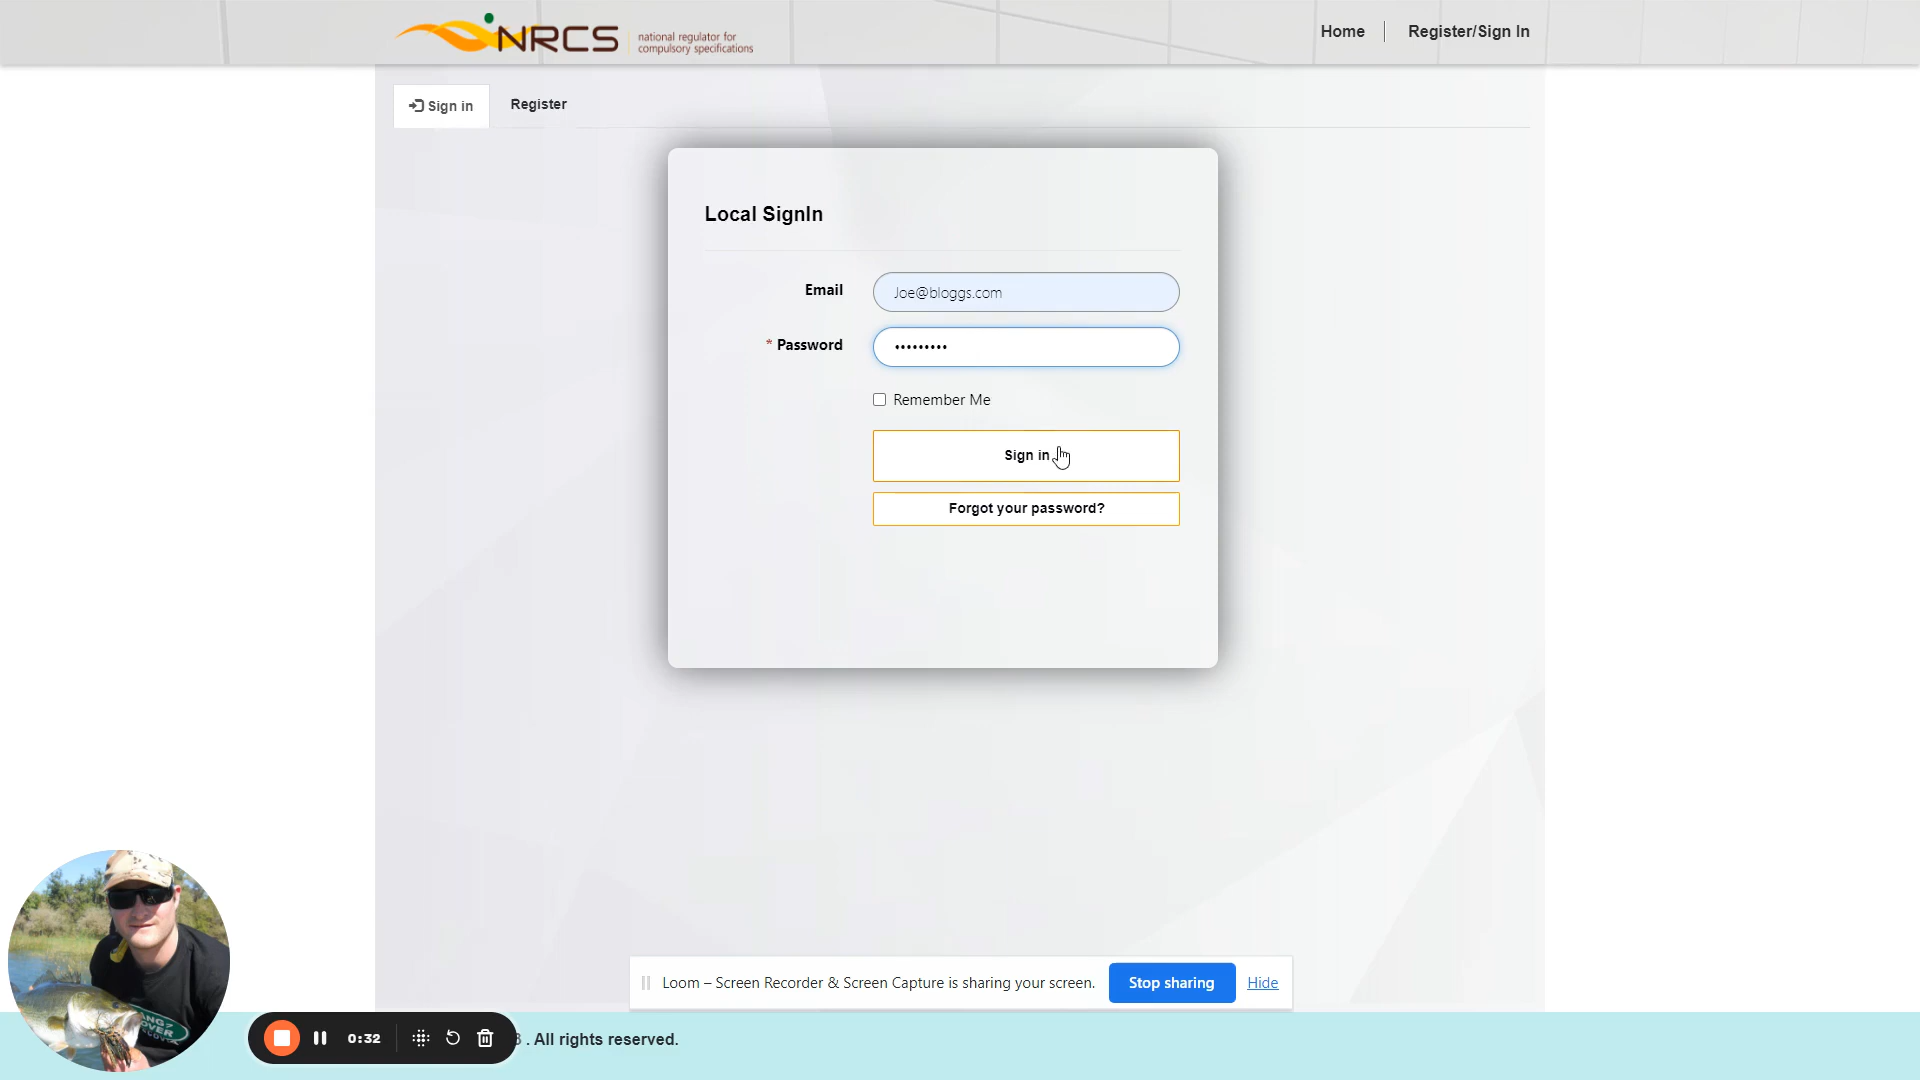 NRCS
national regulator for
compulsory specifications
Home
Register/Sign In
Sign in
Register
Local SignIn
Email
Joe@bloggs.com
* Password
•••••••••
Remember Me
Sign in
Forgot your password?
Loom – Screen Recorder & Screen Capture is sharing your screen.
Stop sharing
Hide
0:32
. All rights reserved.